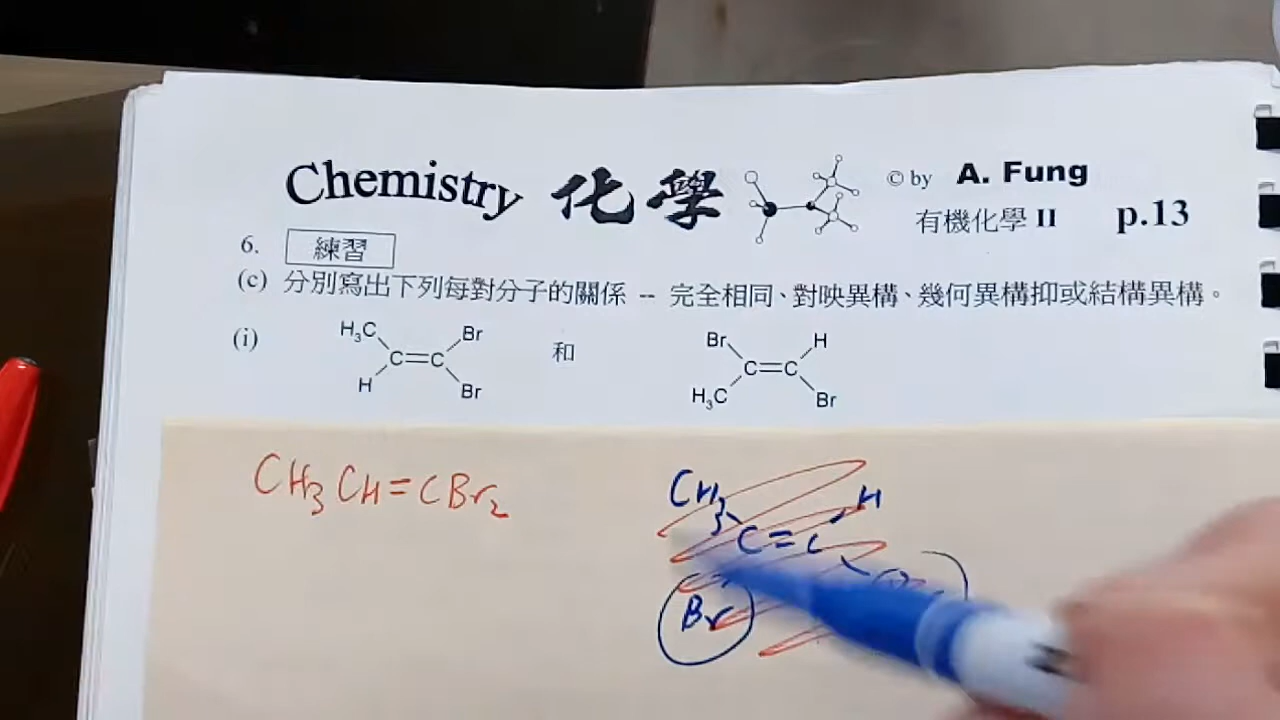 Chemistry 化學 © by A. Fung
有機化學 II p.13
6. 練習
(c) 分別寫出下列每對分子的關係 -- 完全相同、對映異構、幾何異構抑或結構異構。
(i) H₃C Br 和 Br H
C=C C=C
H Br H₃C Br
CH₃CH=CBr₂
CH₃ H
C=C
Br